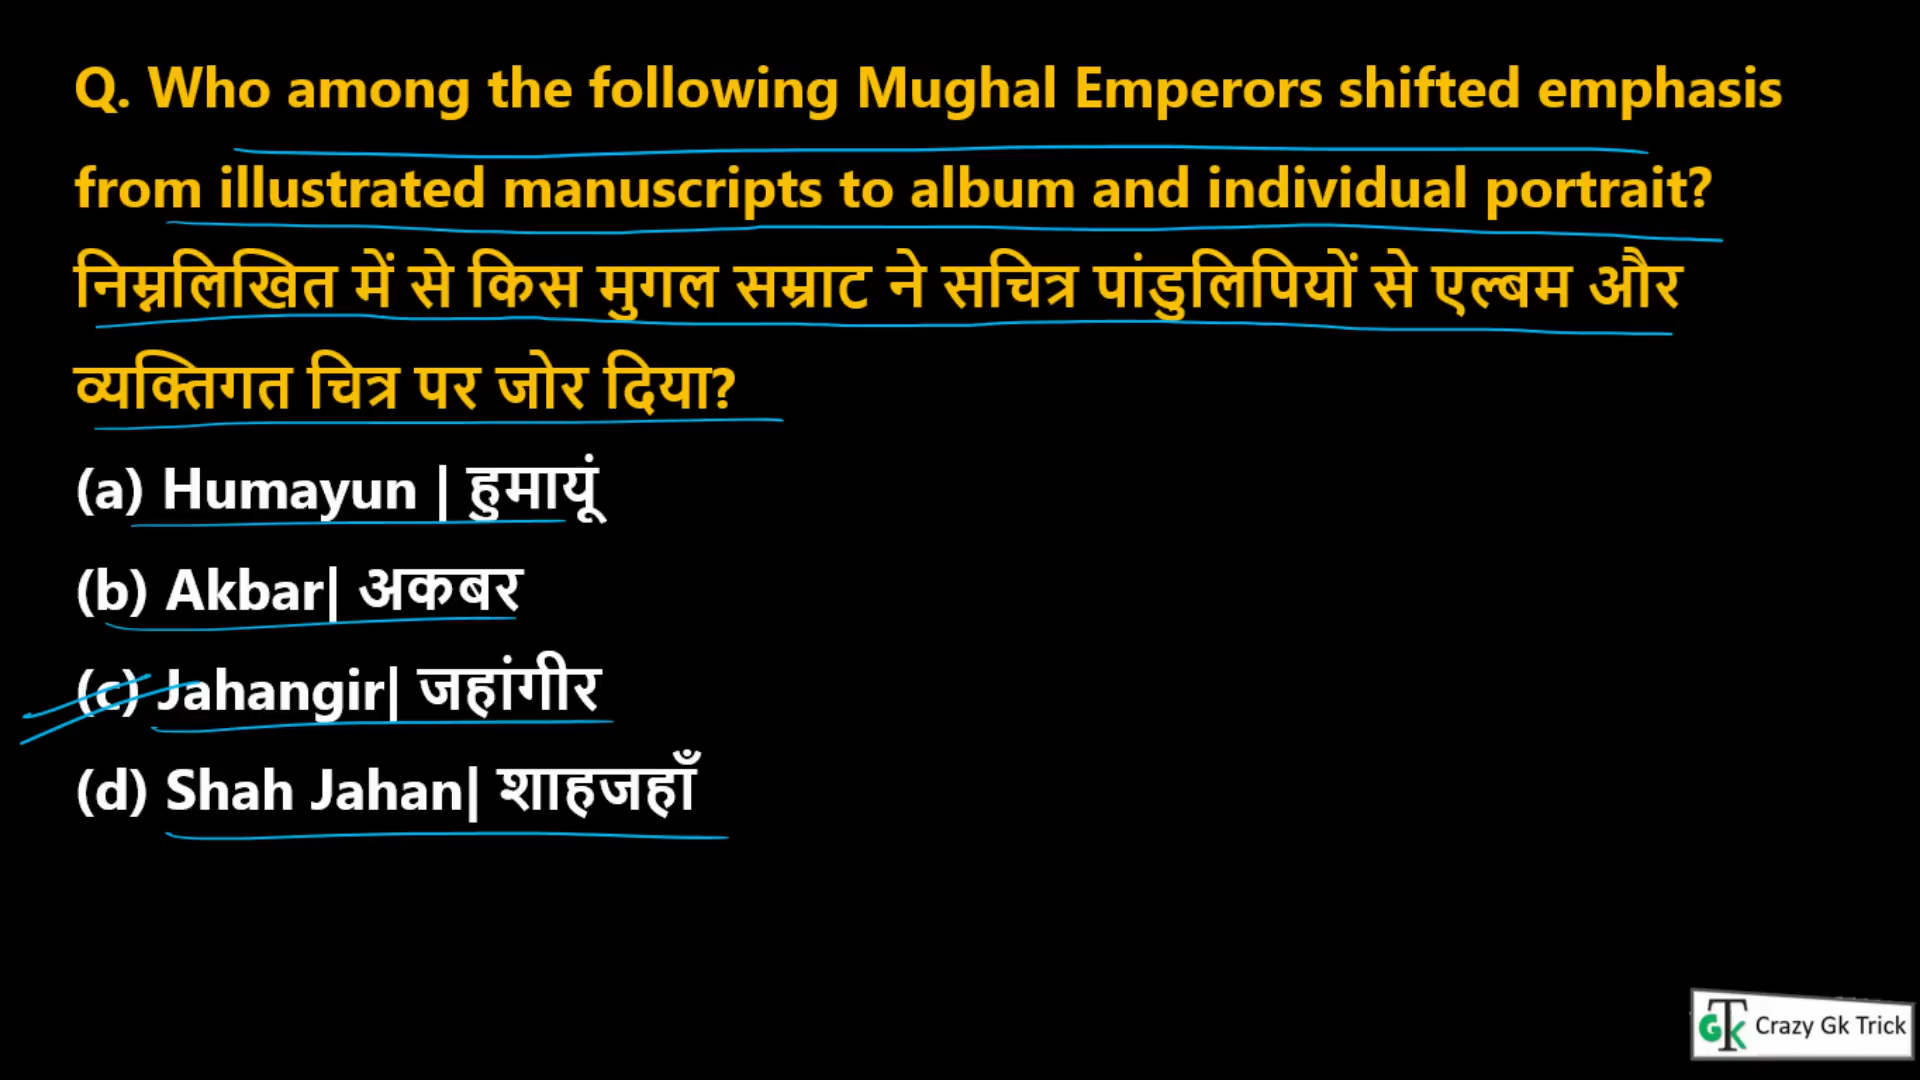 Q. Who among the following Mughal Emperors shifted emphasis
from illustrated manuscripts to album and individual portrait?
निम्नलिखित में से किस मुगल सम्राट ने सचित्र पांडुलिपियों से एल्बम और
व्यक्तिगत चित्र पर जोर दिया?
(a) Humayun | हुमायूं
(b) Akbar| अकबर
(c) Jahangir| जहांगीर
(d) Shah Jahan| शाहजहाँ
GTK Crazy Gk Trick